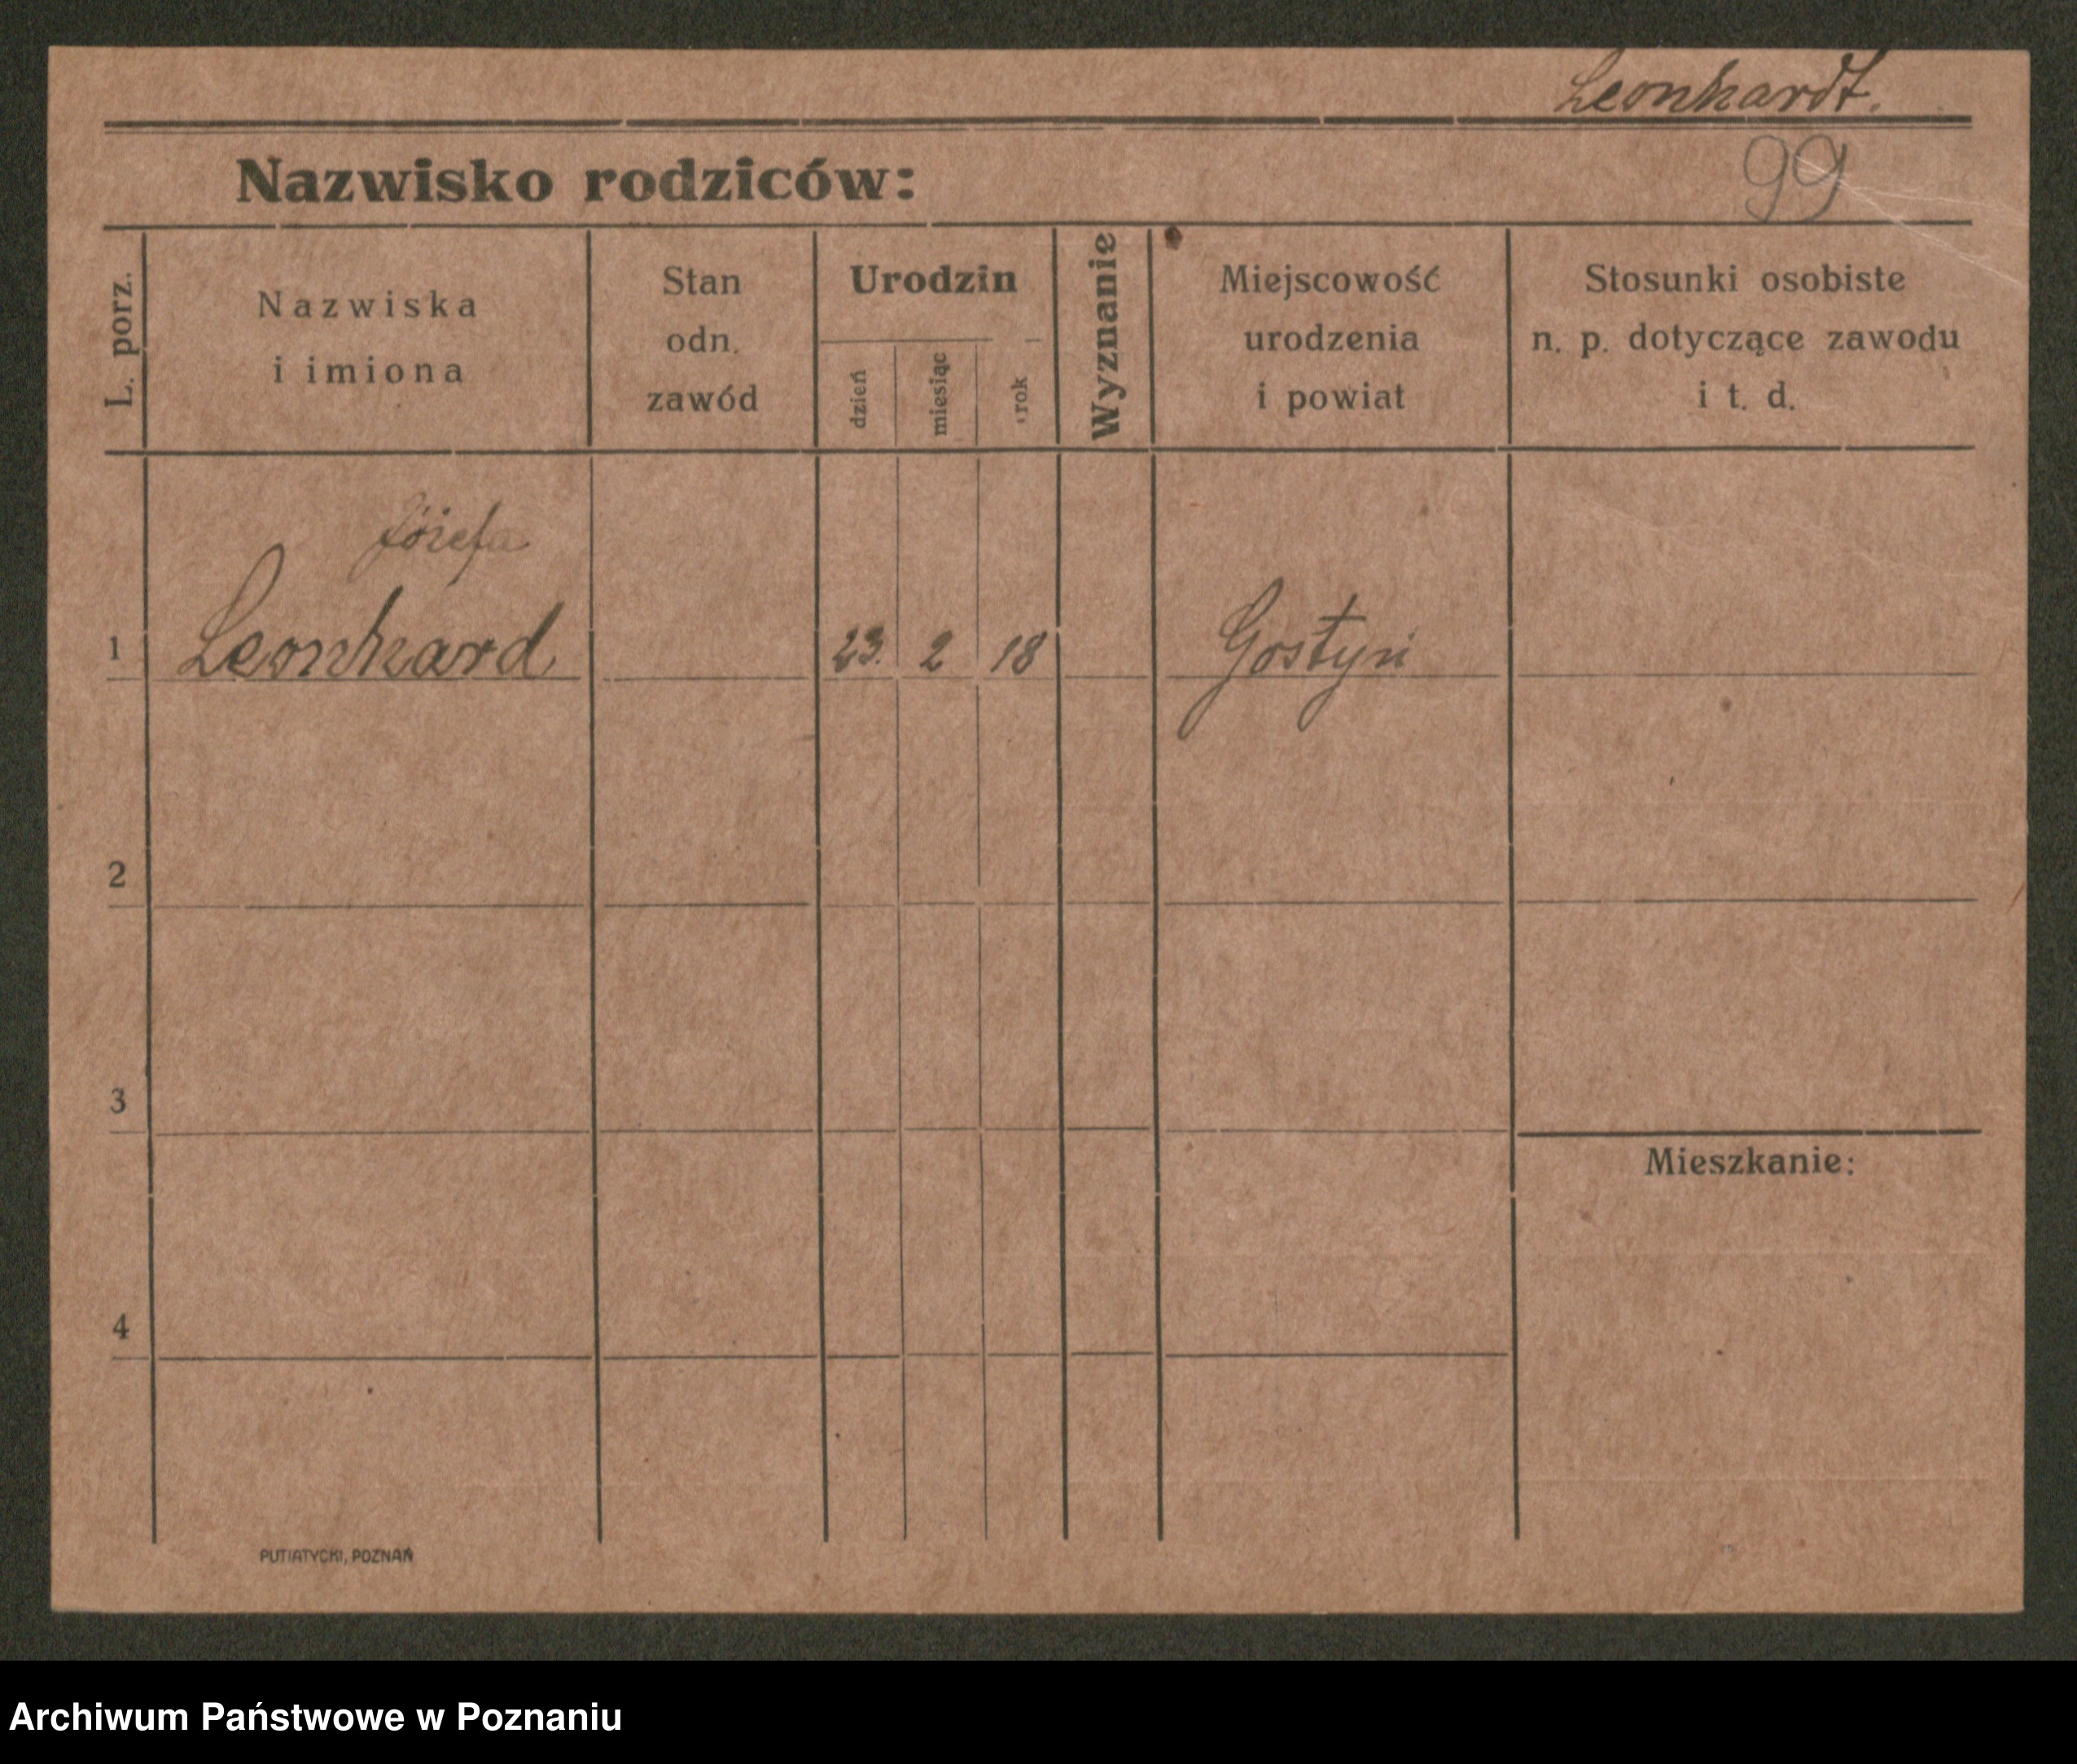 Leonhardt.
99
Nazwisko rodziców:
L. porz.
Nazwiska
i imiona
Stan
odn.
zawód
Urodzin
dzień
miesiąc
rok
Wyznanie
Miejscowość
urodzenia
i powiat
Stosunki osobiste
n. p. dotyczące zawodu
i t. d.
Józefa
1 Leonhard 23. 2 18 Gostyń
2
3
Mieszkanie:
4
PUTIATYCKI, POZNAŃ
Archiwum Państwowe w Poznaniu